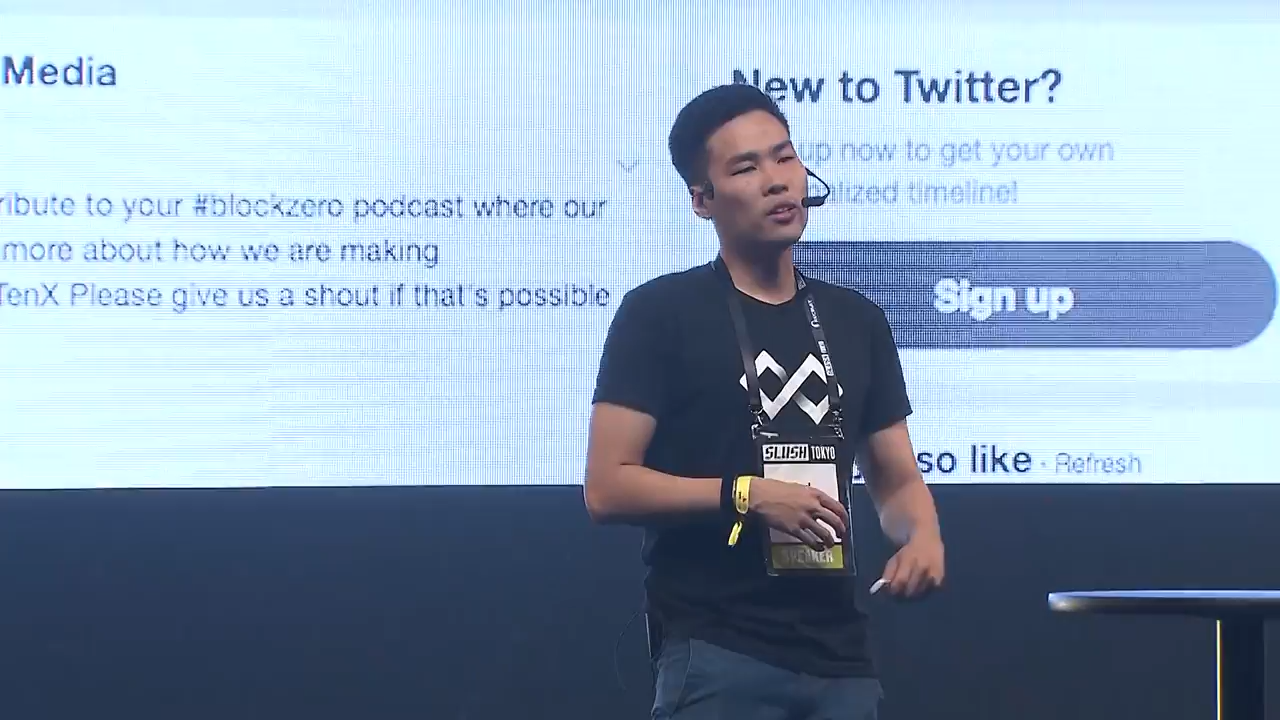 Media
ribute to your #blockzero podcast where our
more about how we are making
TenX Please give us a shout if that's possible
New to Twitter?
up now to get your own
alized timeline!
Sign up
so like · Refresh
SLUSH TOKYO
SPEAKER